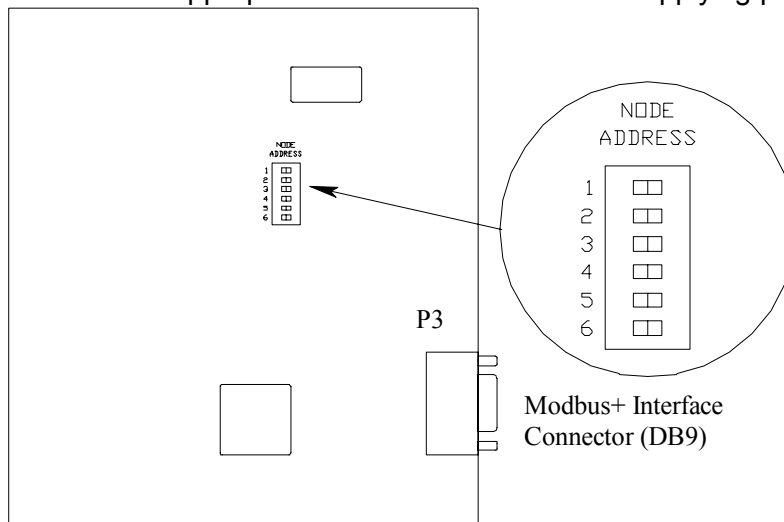 NODE
ADDRESS
1
2
3
4
5
6
NODE
ADDRESS
1
2
3
4
5
6
P3
Modbus+ Interface
Connector (DB9)